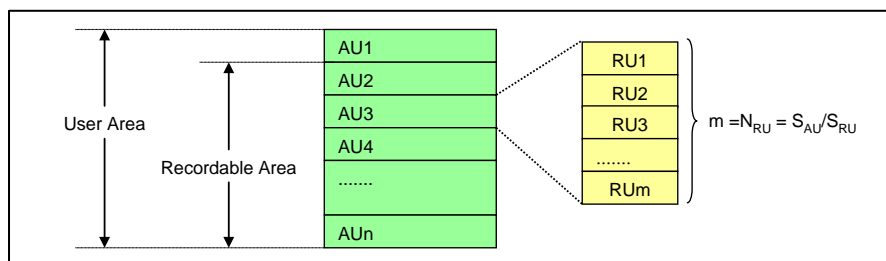 User Area
Recordable Area
AU1
AU2
AU3
AU4
.......
AUn
RU1
RU2
RU3
.......
RUm
m =NRU = SAU/SRU